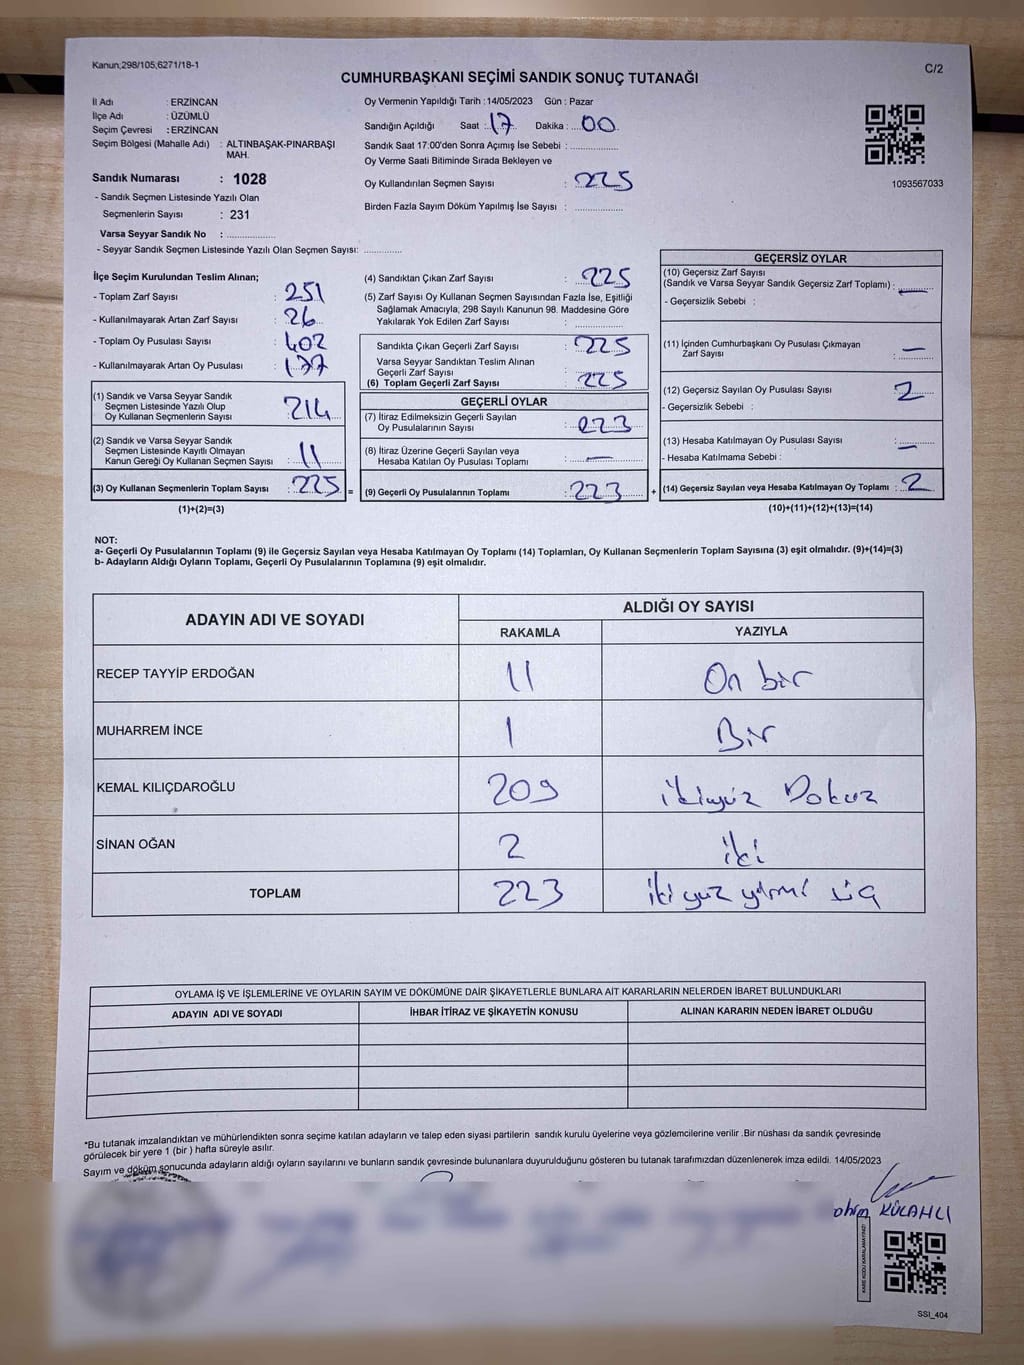 Kanun;298/105;6271/18-1
C/2
CUMHURBAŞKANI SEÇİMİ SANDIK SONUÇ TUTANAĞI
İl Adı : ERZİNCAN
İlçe Adı : ÜZÜMLÜ
Seçim Çevresi : ERZİNCAN
Seçim Bölgesi (Mahalle Adı) : ALTINBAŞAK-PINARBAŞI
MAH.
Sandık Numarası : 1028
- Sandık Seçmen Listesinde Yazılı Olan
Seçmenlerin Sayısı : 231
Varsa Seyyar Sandık No :
- Seyyar Sandık Seçmen Listesinde Yazılı Olan Seçmen Sayısı:
Oy Vermenin Yapıldığı Tarih : 14/05/2023 Gün : Pazar
Sandığın Açıldığı Saat : 17 Dakika : 00
Sandık Saat 17:00'den Sonra Açımış İse Sebebi :
Oy Verme Saati Bitiminde Sırada Bekleyen ve
Oy Kullandırılan Seçmen Sayısı : 225
Birden Fazla Sayım Döküm Yapılmış İse Sayısı :
1093567033
İlçe Seçim Kurulundan Teslim Alınan;
- Toplam Zarf Sayısı : 251
- Kullanılmayarak Artan Zarf Sayısı : 26
- Toplam Oy Pusulası Sayısı : 402
- Kullanılmayarak Artan Oy Pusulası : 177
(1) Sandık ve Varsa Seyyar Sandık
Seçmen Listesinde Yazılı Olup
Oy Kullanan Seçmenlerin Sayısı : 214
(2) Sandık ve Varsa Seyyar Sandık
Seçmen Listesinde Kayıtlı Olmayan
Kanun Gereği Oy Kullanan Seçmen Sayısı : 11
(3) Oy Kullanan Seçmenlerin Toplam Sayısı : 225 =
(1)+(2)=(3)
(4) Sandıktan Çıkan Zarf Sayısı : 225
(5) Zarf Sayısı Oy Kullanan Seçmen Sayısından Fazla İse, Eşitliği
Sağlamak Amacıyla; 298 Sayılı Kanunun 98. Maddesine Göre
Yakılarak Yok Edilen Zarf Sayısı :
Sandıkta Çıkan Geçerli Zarf Sayısı : 225
Varsa Seyyar Sandıktan Teslim Alınan
Geçerli Zarf Sayısı :
(6) Toplam Geçerli Zarf Sayısı : 225
GEÇERLİ OYLAR
(7) İtiraz Edilmeksizin Geçerli Sayılan
Oy Pusulalarının Sayısı : 223
(8) İtiraz Üzerine Geçerli Sayılan veya
Hesaba Katılan Oy Pusulası Toplamı : —
(9) Geçerli Oy Pusulalarının Toplamı : 223 +
GEÇERSİZ OYLAR
(10) Geçersiz Zarf Sayısı
(Sandık ve Varsa Seyyar Sandık Geçersiz Zarf Toplamı) : —
- Geçersizlik Sebebi :
(11) İçinden Cumhurbaşkanı Oy Pusulası Çıkmayan
Zarf Sayısı : —
(12) Geçersiz Sayılan Oy Pusulası Sayısı : 2
- Geçersizlik Sebebi :
(13) Hesaba Katılmayan Oy Pusulası Sayısı : —
- Hesaba Katılmama Sebebi :
(14) Geçersiz Sayılan veya Hesaba Katılmayan Oy Toplamı : 2
(10)+(11)+(12)+(13)=(14)
NOT:
a- Geçerli Oy Pusulalarının Toplamı (9) ile Geçersiz Sayılan veya Hesaba Katılmayan Oy Toplamı (14) Toplamları, Oy Kullanan Seçmenlerin Toplam Sayısına (3) eşit olmalıdır. (9)+(14)=(3)
b- Adayların Aldığı Oyların Toplamı, Geçerli Oy Pusulalarının Toplamına (9) eşit olmalıdır.
ADAYIN ADI VE SOYADI ALDIĞI OY SAYISI
RAKAMLA YAZIYLA
RECEP TAYYİP ERDOĞAN 11 On bir
MUHARREM İNCE 1 Bir
KEMAL KILIÇDAROĞLU 209 ikiyüz Dokuz
SİNAN OĞAN 2 iki
TOPLAM 223 iki yüz yirmi üç
OYLAMA İŞ VE İŞLEMLERİNE VE OYLARIN SAYIM VE DÖKÜMÜNE DAİR ŞİKAYETLERLE BUNLARA AİT KARARLARIN NELERDEN İBARET BULUNDUKLARI
ADAYIN ADI VE SOYADI İHBAR İTİRAZ VE ŞİKAYETİN KONUSU ALINAN KARARIN NEDEN İBARET OLDUĞU
*Bu tutanak imzalandıktan ve mühürlendikten sonra seçime katılan adayların ve talep eden siyasi partilerin sandık kurulu üyelerine veya gözlemcilerine verilir .Bir nüshası da sandık çevresinde
görülecek bir yere 1 (bir ) hafta süreyle asılır.
Sayım ve döküm sonucunda adayların aldığı oyların sayılarını ve bunların sandık çevresinde bulunanlara duyurulduğunu gösteren bu tutanak tarafımızdan düzenlenerek imza edildi. 14/05/2023
KÜLAHLI
KARE KODU KARALAMAYINIZ!
SSI_404